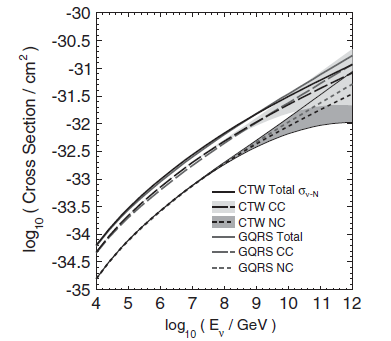 -30
-30.5
-31
-31.5
-32
-32.5
-33
-33.5
-34
-34.5
-35
log10 ( Cross Section / cm2 )
CTW Total σν-N
CTW CC
CTW NC
GQRS Total
GQRS CC
GQRS NC
4 5 6 7 8 9 10 11 12
log10 ( Eν / GeV )